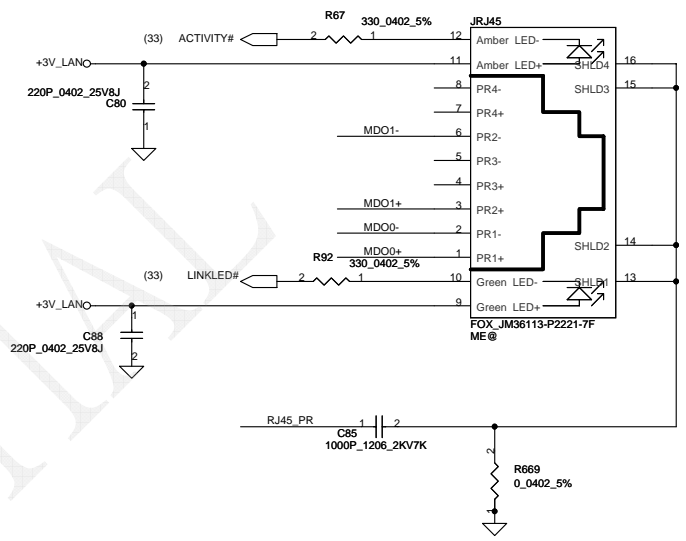 R67 330_0402_5% JRJ45
(33) ACTIVITY# 2 1 12 Amber LED-
+3V_LAN 11 Amber LED+ SHLD4 16
8 PR4- SHLD3 15
2
220P_0402_25V8J
C80
1
7 PR4+
MDO1- 6 PR2-
5 PR3-
4 PR3+
MDO1+ 3 PR2+
MDO0- 2 PR1-
SHLD2 14
MDO0+ 1 PR1+
R92 330_0402_5%
(33) LINKLED# 2 1 10 Green LED- SHLD1 13
+3V_LAN 9 Green LED+
1
C88
220P_0402_25V8J
2
FOX_JM36113-P2221-7F
ME@
RJ45_PR 1 2
C85
1000P_1206_2KV7K
2
R669
0_0402_5%
1
TIAL